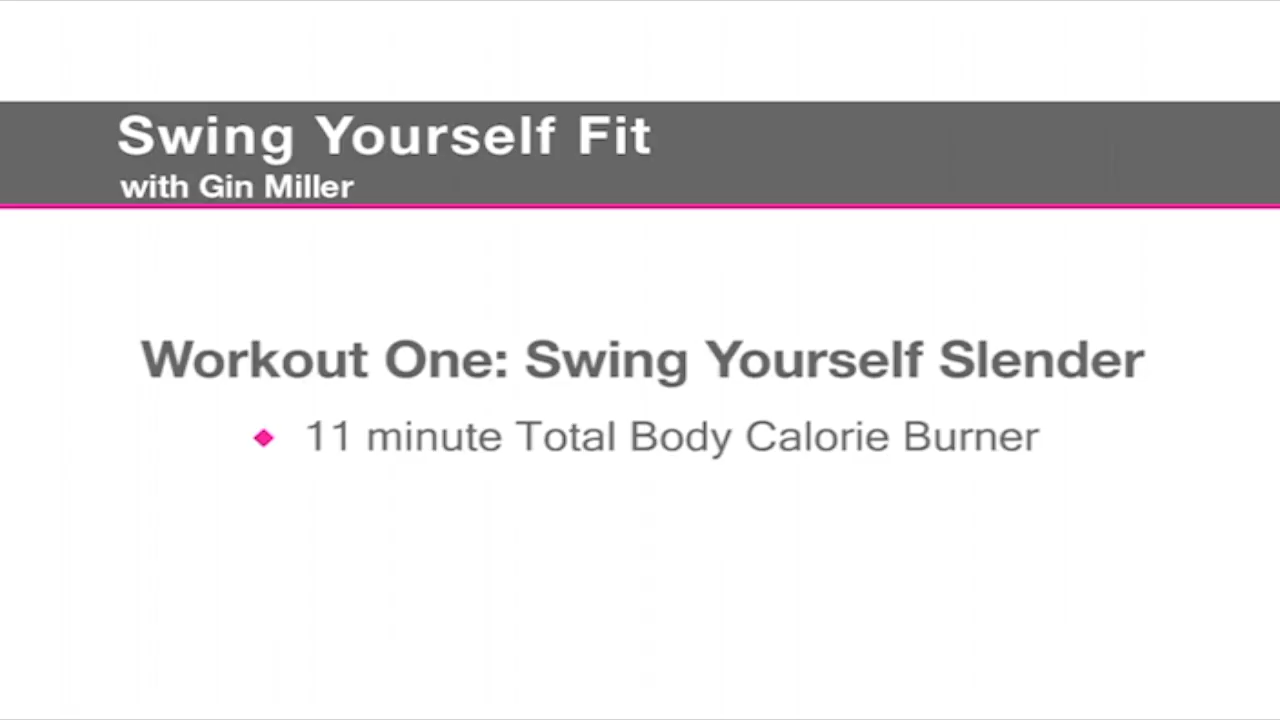 Swing Yourself Fit
with Gin Miller
Workout One: Swing Yourself Slender
11 minute Total Body Calorie Burner